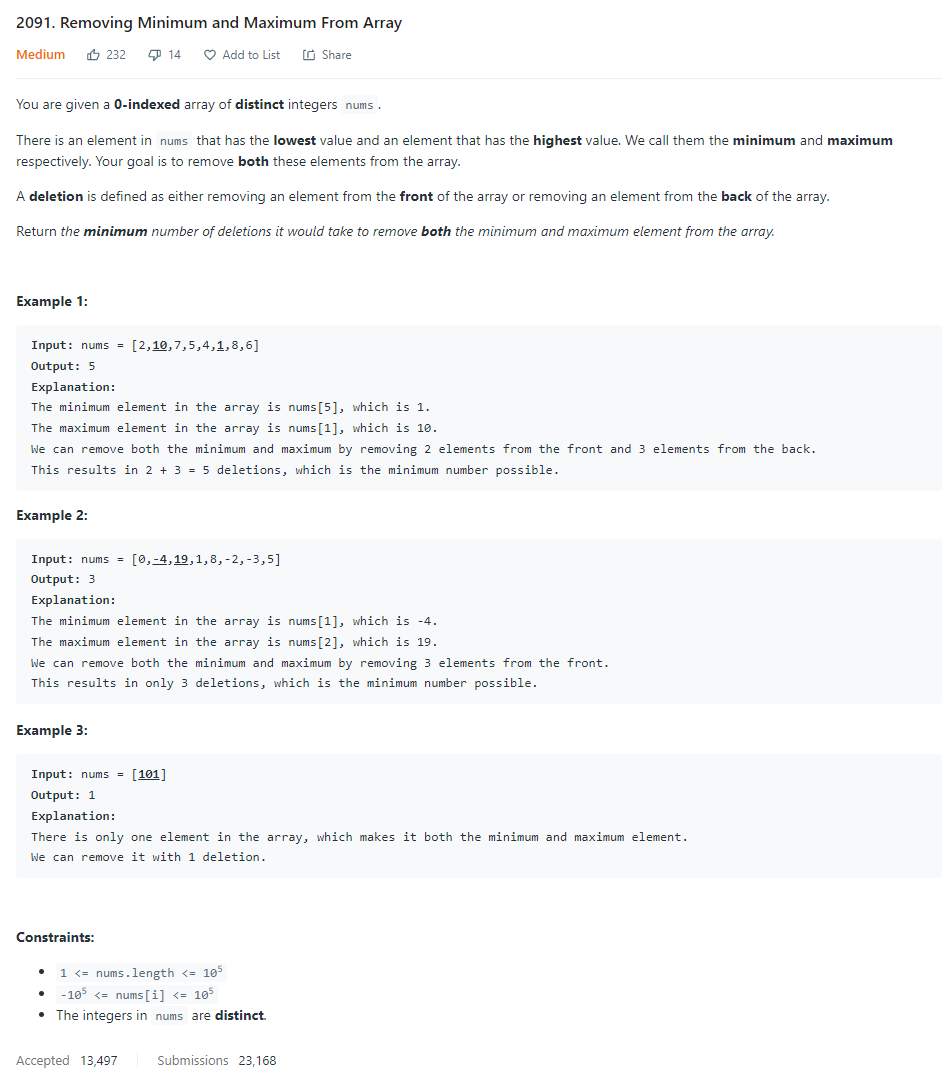 2091. Removing Minimum and Maximum From Array
Medium 232 14 Add to List Share
You are given a 0-indexed array of distinct integers nums .
There is an element in nums that has the lowest value and an element that has the highest value. We call them the minimum and maximum
respectively. Your goal is to remove both these elements from the array.
A deletion is defined as either removing an element from the front of the array or removing an element from the back of the array.
Return the minimum number of deletions it would take to remove both the minimum and maximum element from the array.
Example 1:
Input: nums = [2,10,7,5,4,1,8,6]
Output: 5
Explanation:
The minimum element in the array is nums[5], which is 1.
The maximum element in the array is nums[1], which is 10.
We can remove both the minimum and maximum by removing 2 elements from the front and 3 elements from the back.
This results in 2 + 3 = 5 deletions, which is the minimum number possible.
Example 2:
Input: nums = [0,-4,19,1,8,-2,-3,5]
Output: 3
Explanation:
The minimum element in the array is nums[1], which is -4.
The maximum element in the array is nums[2], which is 19.
We can remove both the minimum and maximum by removing 3 elements from the front.
This results in only 3 deletions, which is the minimum number possible.
Example 3:
Input: nums = [101]
Output: 1
Explanation:
There is only one element in the array, which makes it both the minimum and maximum element.
We can remove it with 1 deletion.
Constraints:
• 1 <= nums.length <= 10⁵
• -10⁵ <= nums[i] <= 10⁵
• The integers in nums are distinct.
Accepted 13,497 Submissions 23,168